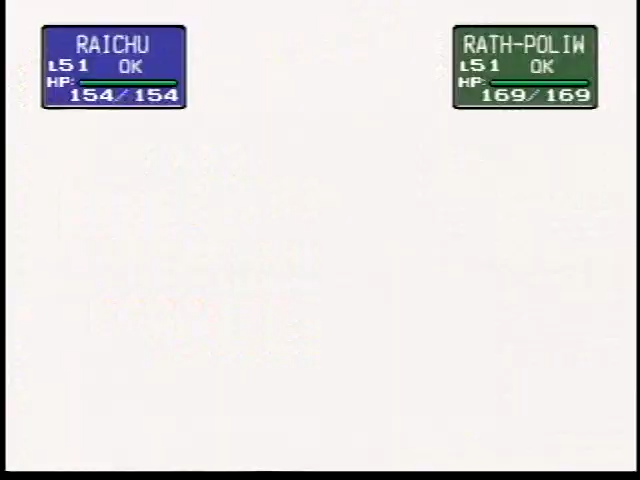 RAICHU
L51 OK
HP:
154/154
RATH-POLIW
L51 OK
HP:
169/169